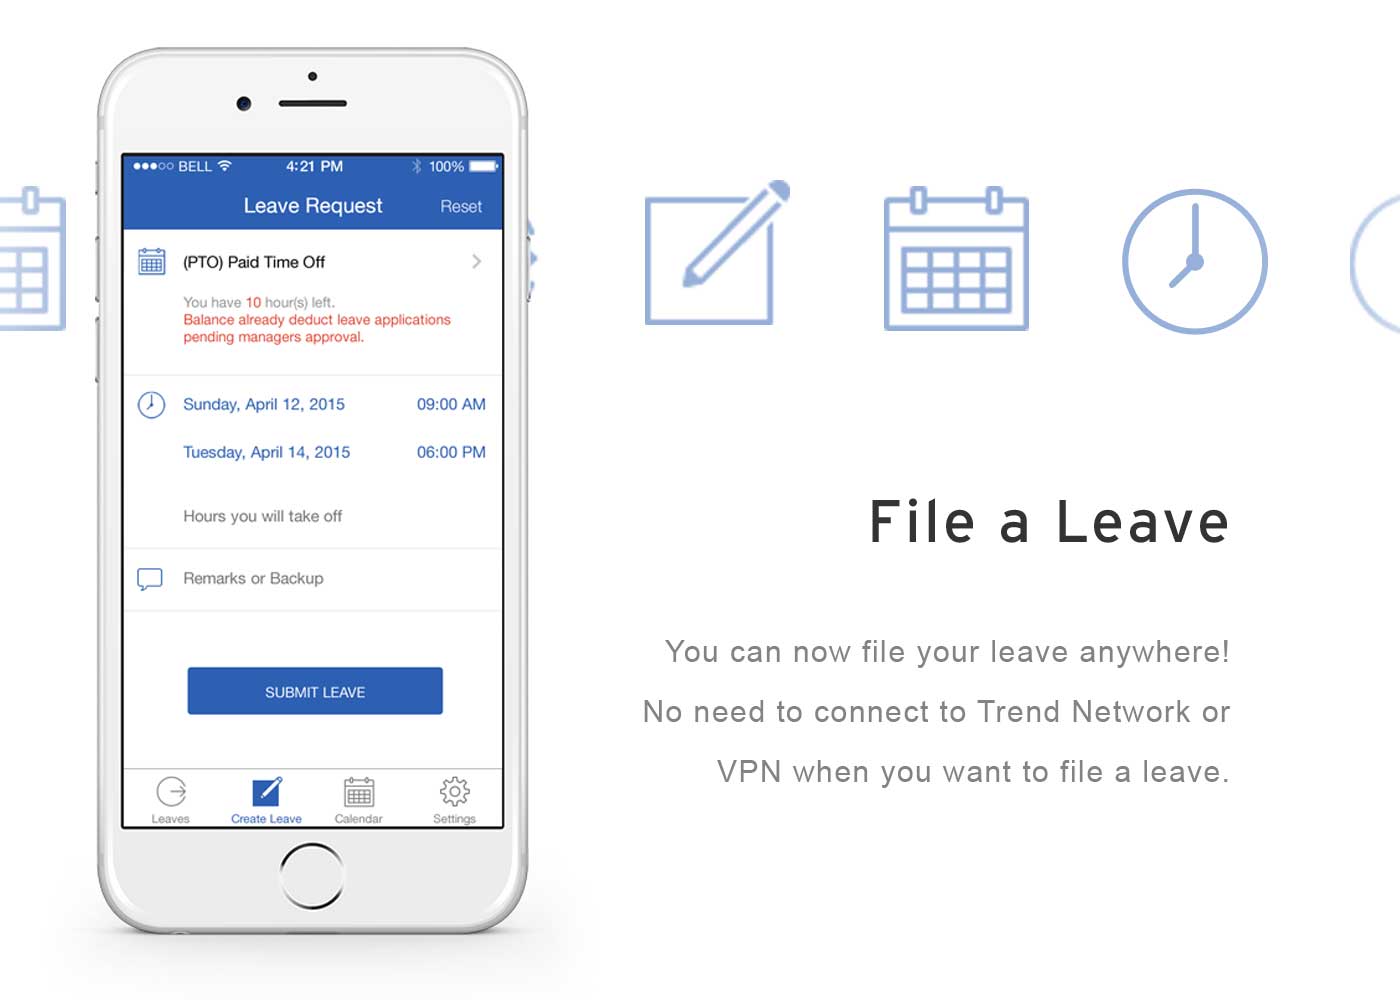 BELL 4:21 PM 100%
Leave Request Reset
(PTO) Paid Time Off
You have 10 hour(s) left.
Balance already deduct leave applications
pending managers approval.
Sunday, April 12, 2015 09:00 AM
Tuesday, April 14, 2015 06:00 PM
Hours you will take off
Remarks or Backup
SUBMIT LEAVE
Leaves Create Leave Calendar Settings
File a Leave
You can now file your leave anywhere!
No need to connect to Trend Network or
VPN when you want to file a leave.